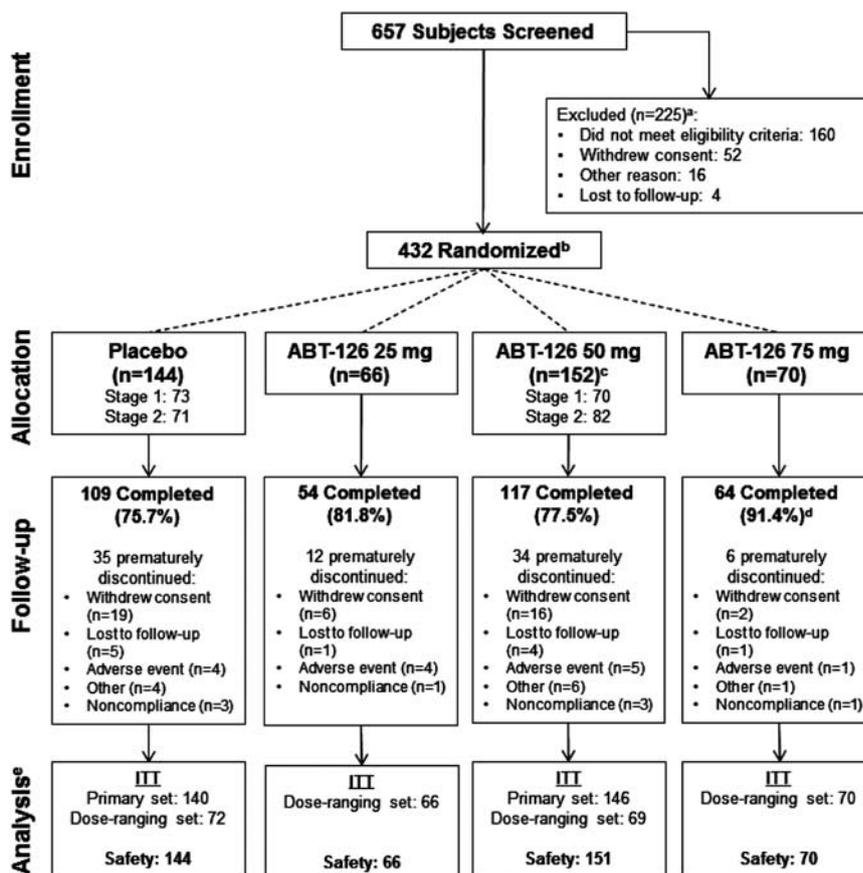 Enrollment
657 Subjects Screened
Excluded (n=225)ᵃ:
• Did not meet eligibility criteria: 160
• Withdrew consent: 52
• Other reason: 16
• Lost to follow-up: 4
432 Randomizedᵇ
Allocation
Placebo
(n=144)
Stage 1: 73
Stage 2: 71
ABT-126 25 mg
(n=66)
ABT-126 50 mg
(n=152)ᶜ
Stage 1: 70
Stage 2: 82
ABT-126 75 mg
(n=70)
Follow-up
109 Completed
(75.7%)
35 prematurely
discontinued:
• Withdrew consent
(n=19)
• Lost to follow-up
(n=5)
• Adverse event (n=4)
• Other (n=4)
• Noncompliance (n=3)
54 Completed
(81.8%)
12 prematurely
discontinued:
• Withdrew consent
(n=6)
• Lost to follow-up
(n=1)
• Adverse event (n=4)
• Noncompliance (n=1)
117 Completed
(77.5%)
34 prematurely
discontinued:
• Withdrew consent
(n=16)
• Lost to follow-up
(n=4)
• Adverse event (n=5)
• Other (n=6)
• Noncompliance (n=3)
64 Completed
(91.4%)ᵈ
6 prematurely
discontinued:
• Withdrew consent
(n=2)
• Lost to follow-up
(n=1)
• Adverse event (n=1)
• Other (n=1)
• Noncompliance (n=1)
Analysisᵉ
ITT
Primary set: 140
Dose-ranging set: 72
Safety: 144
ITT
Dose-ranging set: 66
Safety: 66
ITT
Primary set: 146
Dose-ranging set: 69
Safety: 151
ITT
Dose-ranging set: 70
Safety: 70